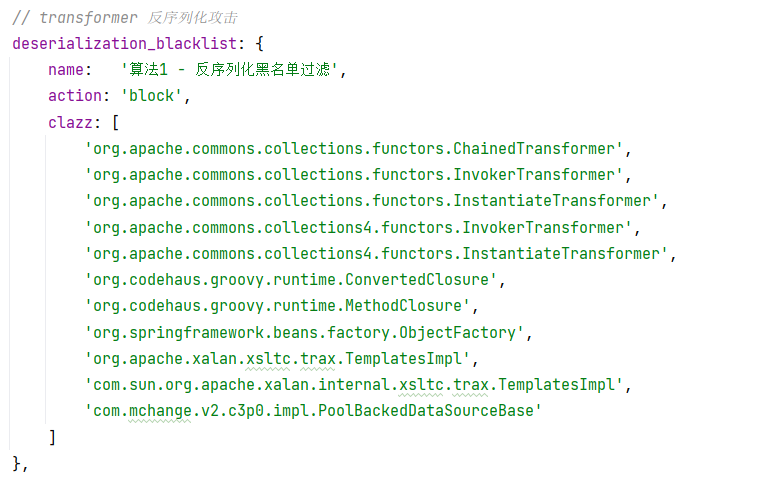 // transformer 反序列化攻击
deserialization_blacklist: {
    name:   '算法1 - 反序列化黑名单过滤',
    action: 'block',
    clazz: [
        'org.apache.commons.collections.functors.ChainedTransformer',
        'org.apache.commons.collections.functors.InvokerTransformer',
        'org.apache.commons.collections.functors.InstantiateTransformer',
        'org.apache.commons.collections4.functors.InvokerTransformer',
        'org.apache.commons.collections4.functors.InstantiateTransformer',
        'org.codehaus.groovy.runtime.ConvertedClosure',
        'org.codehaus.groovy.runtime.MethodClosure',
        'org.springframework.beans.factory.ObjectFactory',
        'org.apache.xalan.xsltc.trax.TemplatesImpl',
        'com.sun.org.apache.xalan.internal.xsltc.trax.TemplatesImpl',
        'com.mchange.v2.c3p0.impl.PoolBackedDataSourceBase'
    ]
},